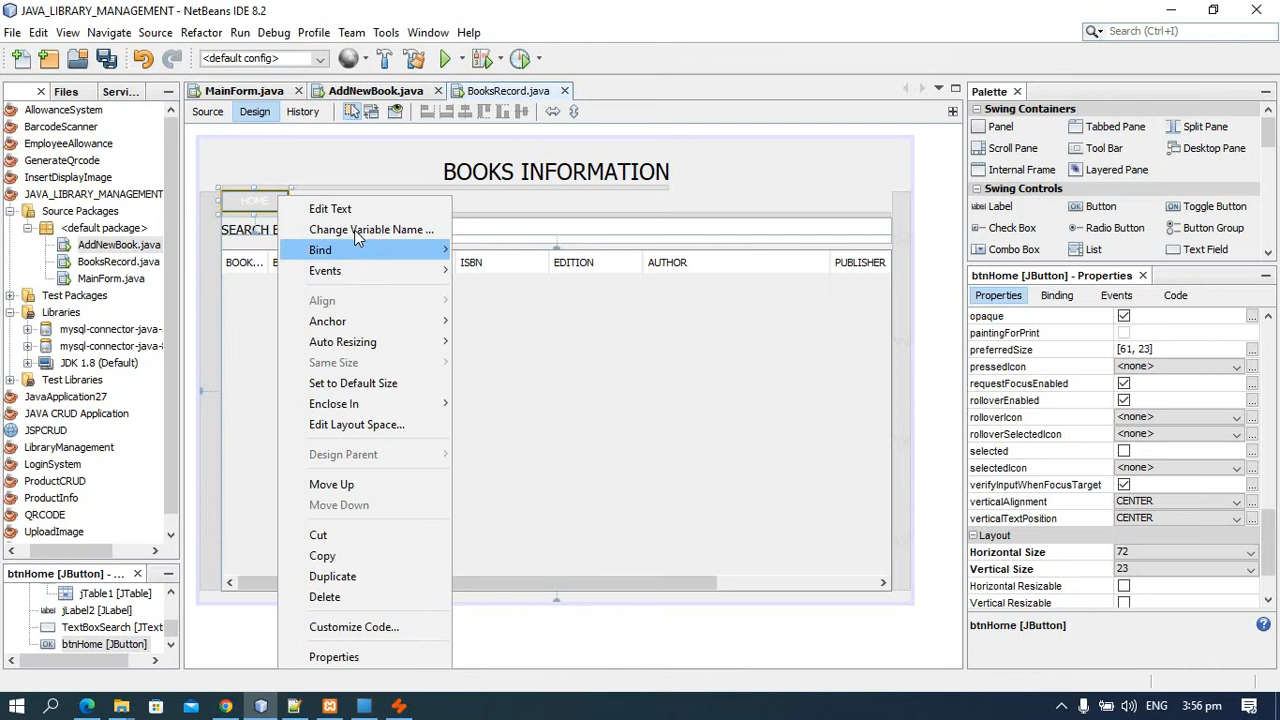 JAVA_LIBRARY_MANAGEMENT - NetBeans IDE 8.2
File Edit View Navigate Source Refactor Run Debug Profile Team Tools Window Help
Search (Ctrl+I)
<default config>
Files Servi...
MainForm.java AddNewBook.java BooksRecord.java
Source Design History
AllowanceSystem
BarcodeScanner
EmployeeAllowance
GenerateQrcode
InsertDisplayImage
JAVA_LIBRARY_MANAGEMENT
Source Packages
<default package>
AddNewBook.java
BooksRecord.java
MainForm.java
Test Packages
Libraries
mysql-connector-java-
mysql-connector-java-8
JDK 1.8 (Default)
Test Libraries
JavaApplication27
JAVA CRUD Application
JSPCRUD
LibraryManagement
LoginSystem
ProductCRUD
ProductInfo
QRCODE
UploadImage
btnHome [JButton] - ...
jTable1 [JTable]
jLabel2 [JLabel]
TextBoxSearch [JText
btnHome [JButton]
BOOKS INFORMATION
HOME
SEARCH B
BOOK... B ISBN EDITION AUTHOR PUBLISHER
Edit Text
Change Variable Name ...
Bind
Events
Align
Anchor
Auto Resizing
Same Size
Set to Default Size
Enclose In
Edit Layout Space...
Design Parent
Move Up
Move Down
Cut
Copy
Duplicate
Delete
Customize Code...
Properties
Palette
Swing Containers
Panel Tabbed Pane Split Pane
Scroll Pane Tool Bar Desktop Pane
Internal Frame Layered Pane
Swing Controls
Label Button Toggle Button
Check Box Radio Button Button Group
Combo Box List Text Field
btnHome [JButton] - Properties
Properties Binding Events Code
opaque
paintingForPrint
preferredSize [61, 23]
pressedIcon <none>
requestFocusEnabled
rolloverEnabled
rolloverIcon <none>
rolloverSelectedIcon <none>
selected
selectedIcon <none>
verifyInputWhenFocusTarget
verticalAlignment CENTER
verticalTextPosition CENTER
Layout
Horizontal Size 72
Vertical Size 23
Horizontal Resizable
Vertical Resizable
btnHome [JButton]
ENG 3:56 pm